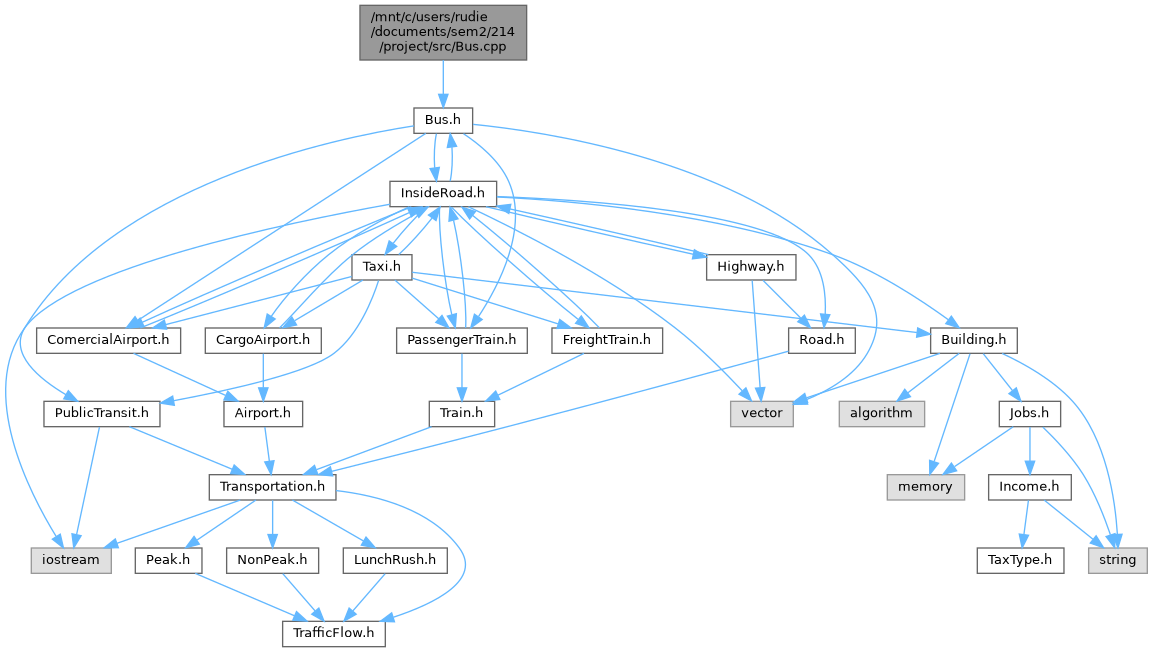 /mnt/c/users/rudie
/documents/sem2/214
/project/src/Bus.cpp
Bus.h
InsideRoad.h
Taxi.h
Highway.h
ComercialAirport.h
CargoAirport.h
PassengerTrain.h
FreightTrain.h
Road.h
Building.h
PublicTransit.h
Airport.h
Train.h
vector
algorithm
Jobs.h
Transportation.h
memory
Income.h
iostream
Peak.h
NonPeak.h
LunchRush.h
TaxType.h
string
TrafficFlow.h